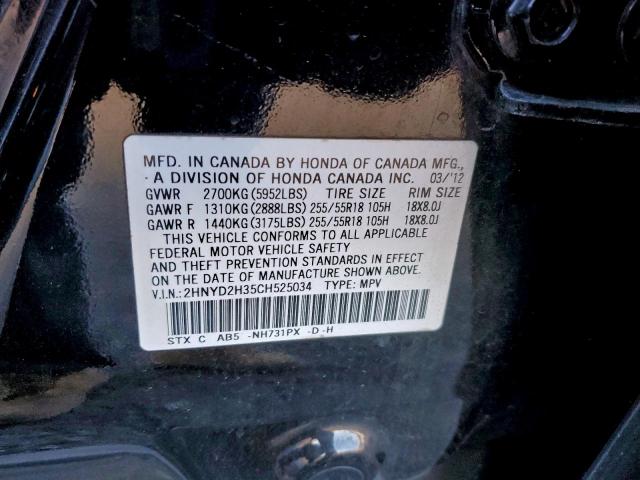 MFD. IN CANADA BY HONDA OF CANADA MFG.,
A DIVISION OF HONDA CANADA INC. 03/'12
GVWR 2700KG(5952LBS) TIRE SIZE RIM SIZE
GAWR F 1310KG(2888LBS) 255/55R18 105H 18X8.0J
GAWR R 1440KG(3175LBS) 255/55R18 105H 18X8.0J
THIS VEHICLE CONFORMS TO ALL APPLICABLE
FEDERAL MOTOR VEHICLE SAFETY
AND THEFT PREVENTION STANDARDS IN EFFECT
ON THE DATE OF MANUFACTURE SHOWN ABOVE.
V.I.N.:2HNYD2H35CH525034 TYPE: MPV
STX C AB5 -NH731PX -D-H